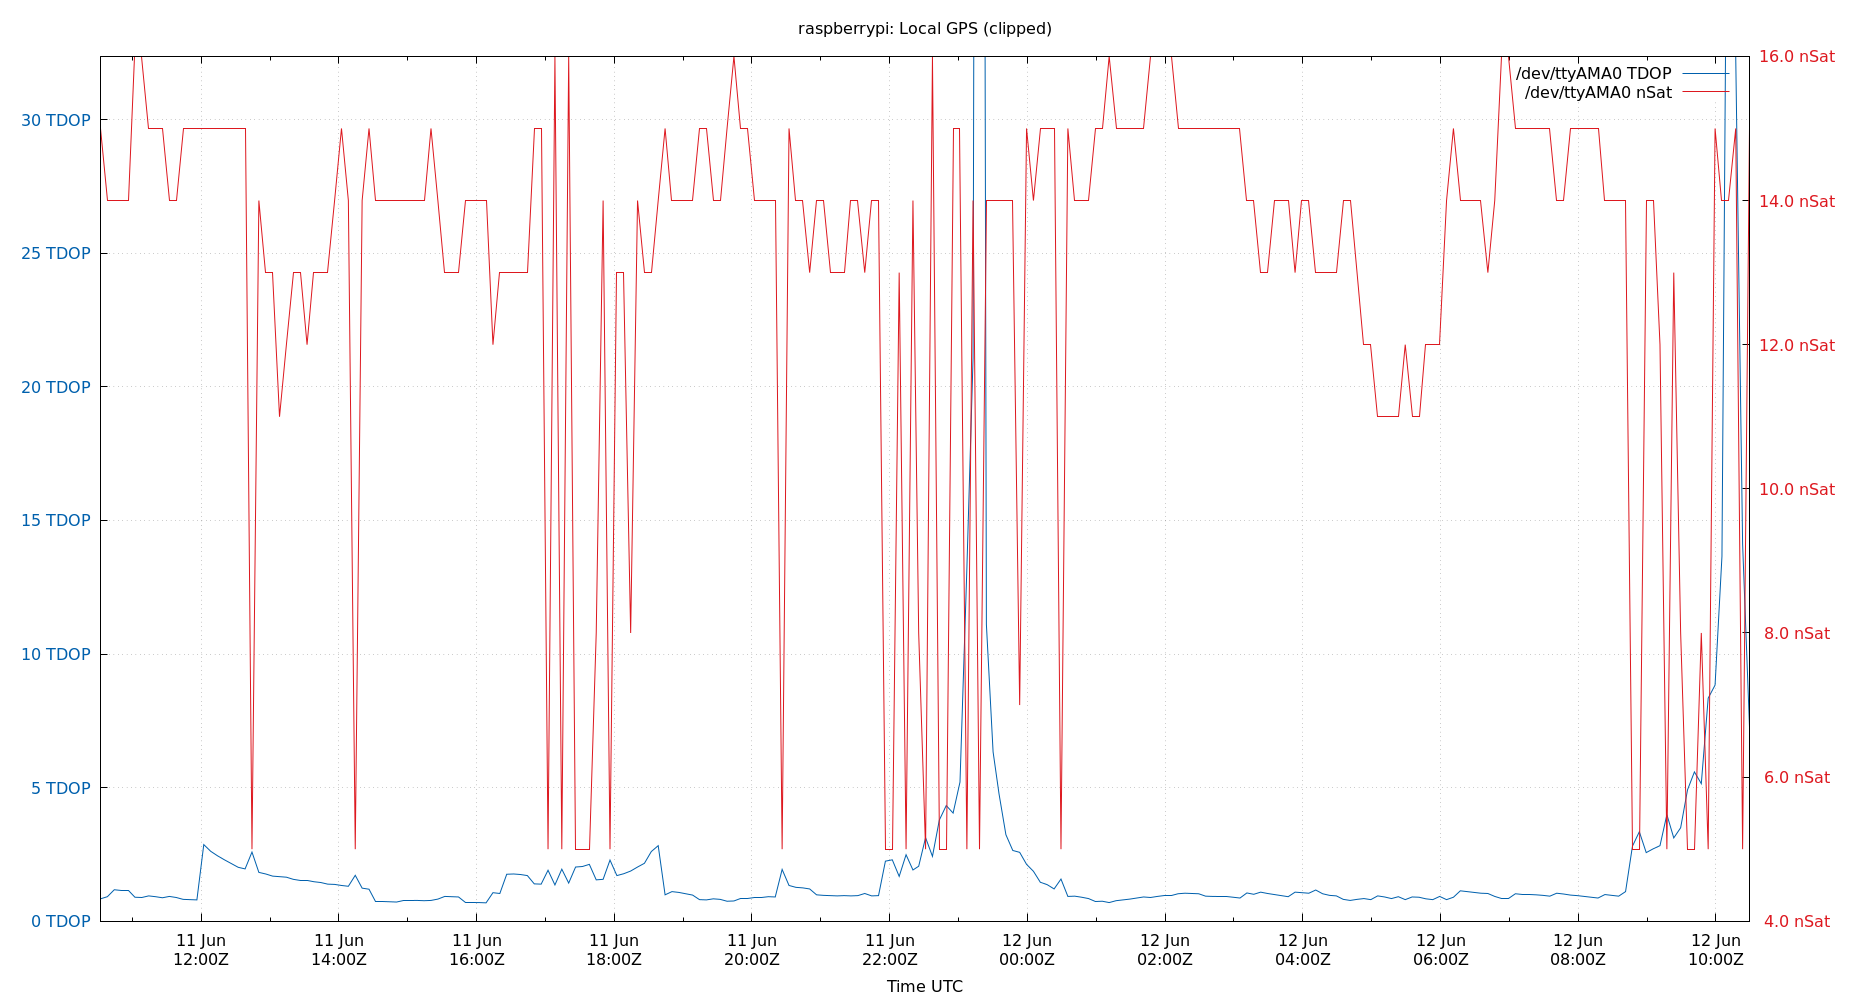 raspberrypi: Local GPS (clipped)
/dev/ttyAMA0 TDOP
/dev/ttyAMA0 nSat
30 TDOP
25 TDOP
20 TDOP
15 TDOP
10 TDOP
5 TDOP
0 TDOP
16.0 nSat
14.0 nSat
12.0 nSat
10.0 nSat
8.0 nSat
6.0 nSat
4.0 nSat
11 Jun
12:00Z
11 Jun
14:00Z
11 Jun
16:00Z
11 Jun
18:00Z
11 Jun
20:00Z
11 Jun
22:00Z
12 Jun
00:00Z
12 Jun
02:00Z
12 Jun
04:00Z
12 Jun
06:00Z
12 Jun
08:00Z
12 Jun
10:00Z
Time UTC